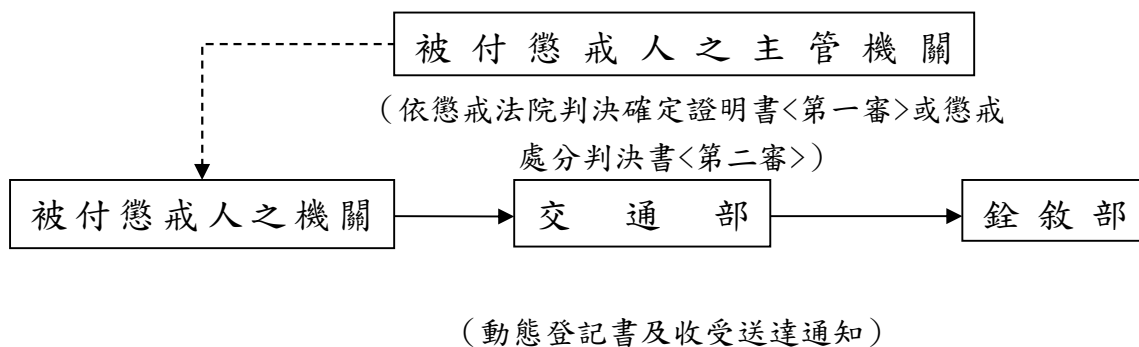 被付懲戒人之主管機關
(依懲戒法院判決確定證明書<第一審>或懲戒
處分判決書<第二審>)
被付懲戒人之機關
交通部
銓敘部
(動態登記書及收受送達通知)